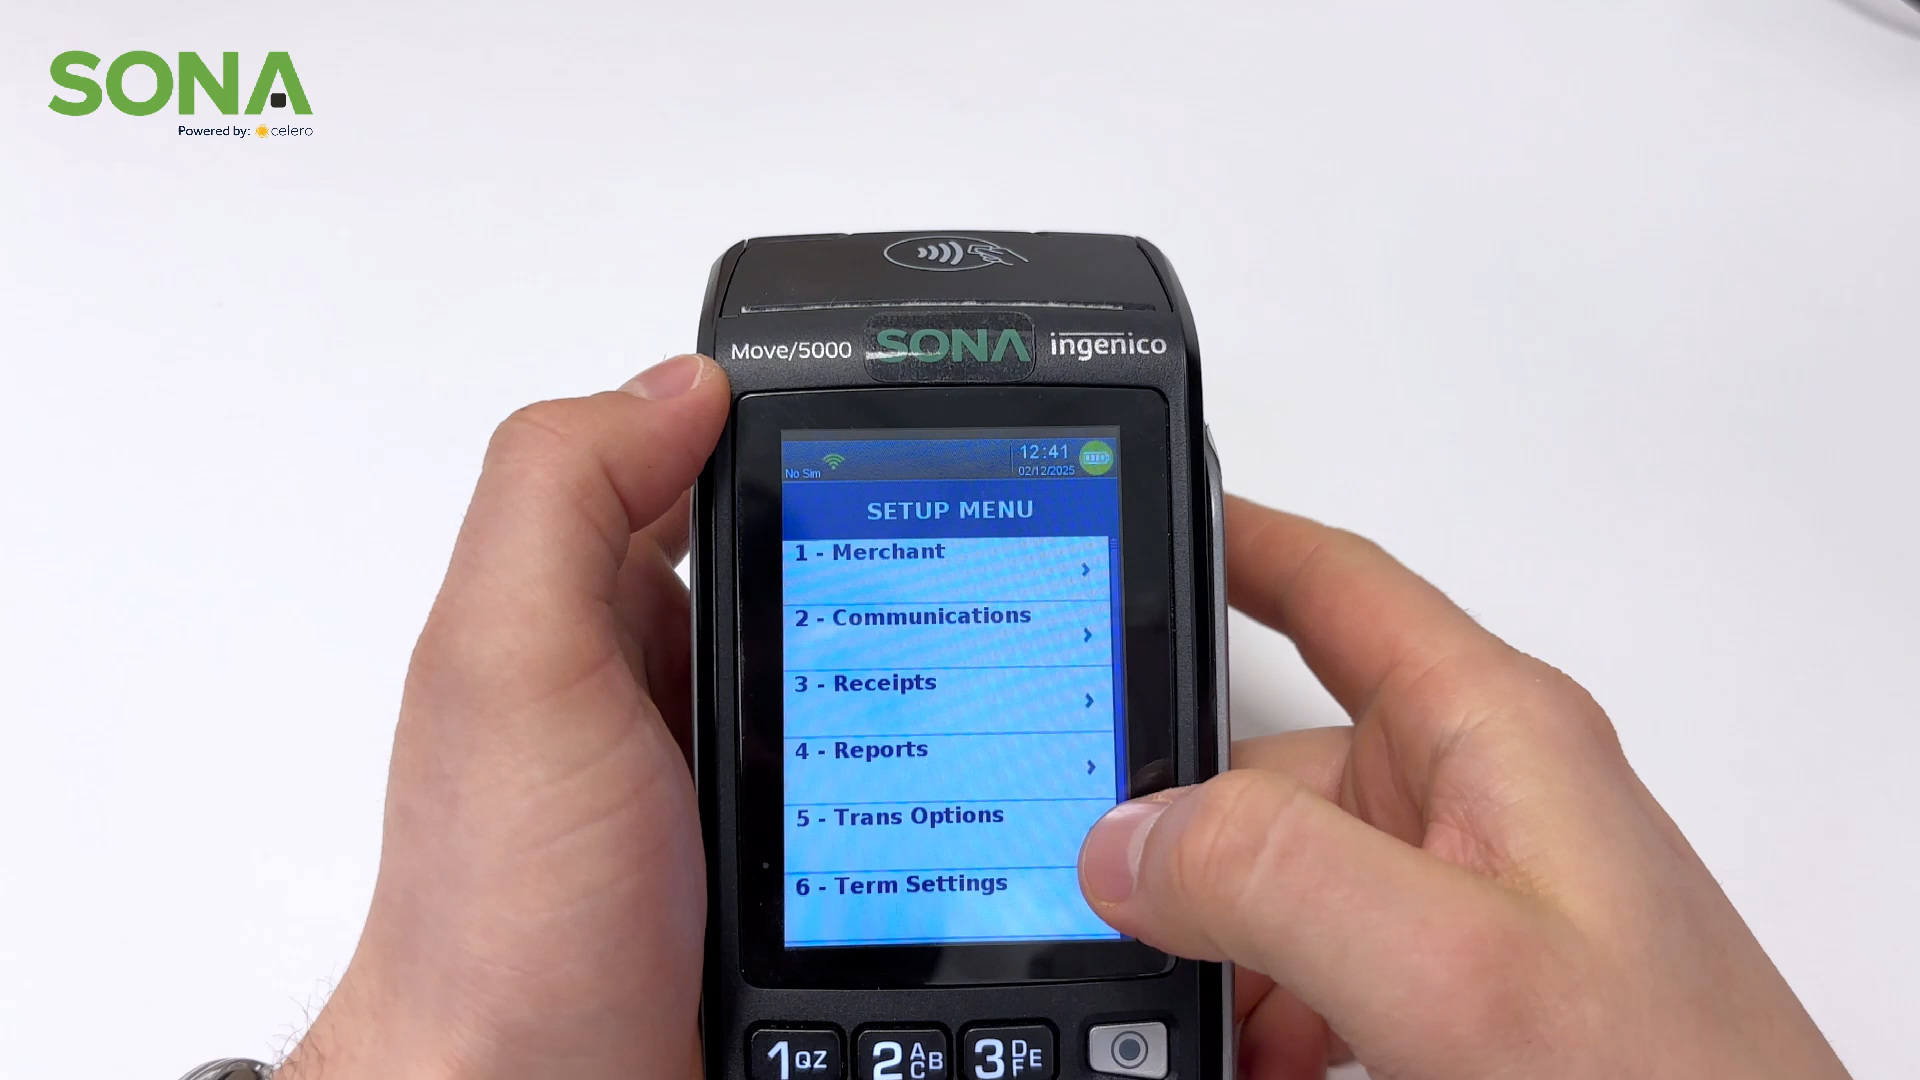 SONA
Powered by: celero
Move/5000 SONA ingenico
No Sim
12:41
02/12/2025
SETUP MENU
1 - Merchant
2 - Communications
3 - Receipts
4 - Reports
5 - Trans Options
6 - Term Settings
1 QZ 2 ABC 3 DEF